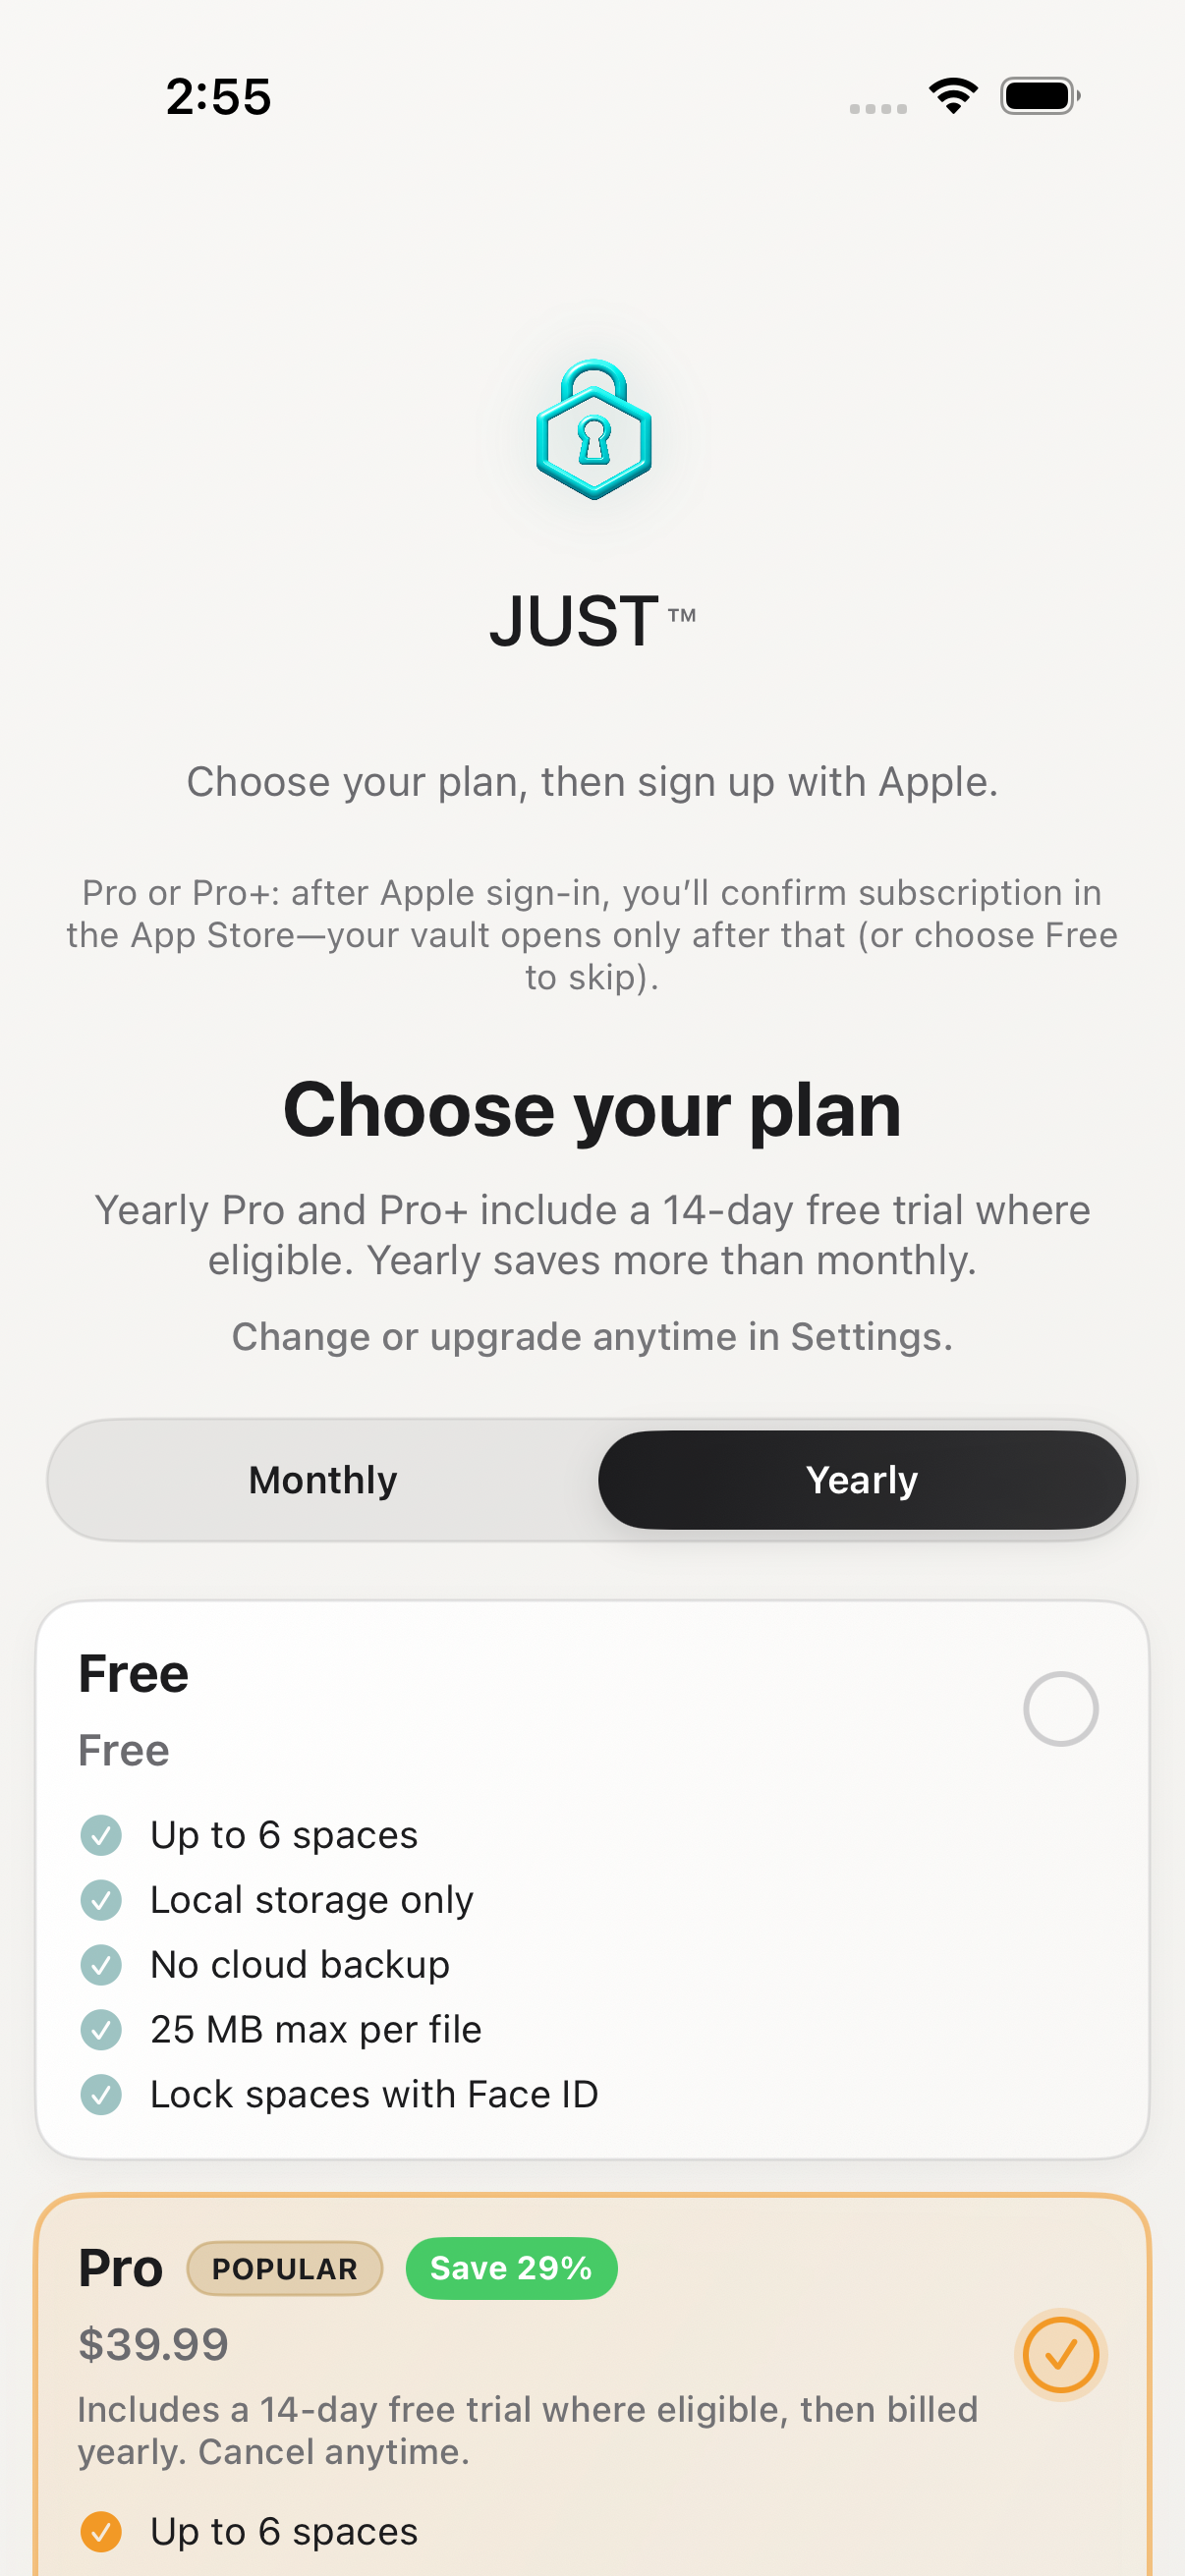 2:55
JUST™
Choose your plan, then sign up with Apple.
Pro or Pro+: after Apple sign-in, you’ll confirm subscription in
the App Store—your vault opens only after that (or choose Free
to skip).
Choose your plan
Yearly Pro and Pro+ include a 14-day free trial where
eligible. Yearly saves more than monthly.
Change or upgrade anytime in Settings.
Monthly Yearly
Free
Free
Up to 6 spaces
Local storage only
No cloud backup
25 MB max per file
Lock spaces with Face ID
Pro POPULAR Save 29%
$39.99
Includes a 14-day free trial where eligible, then billed
yearly. Cancel anytime.
Up to 6 spaces